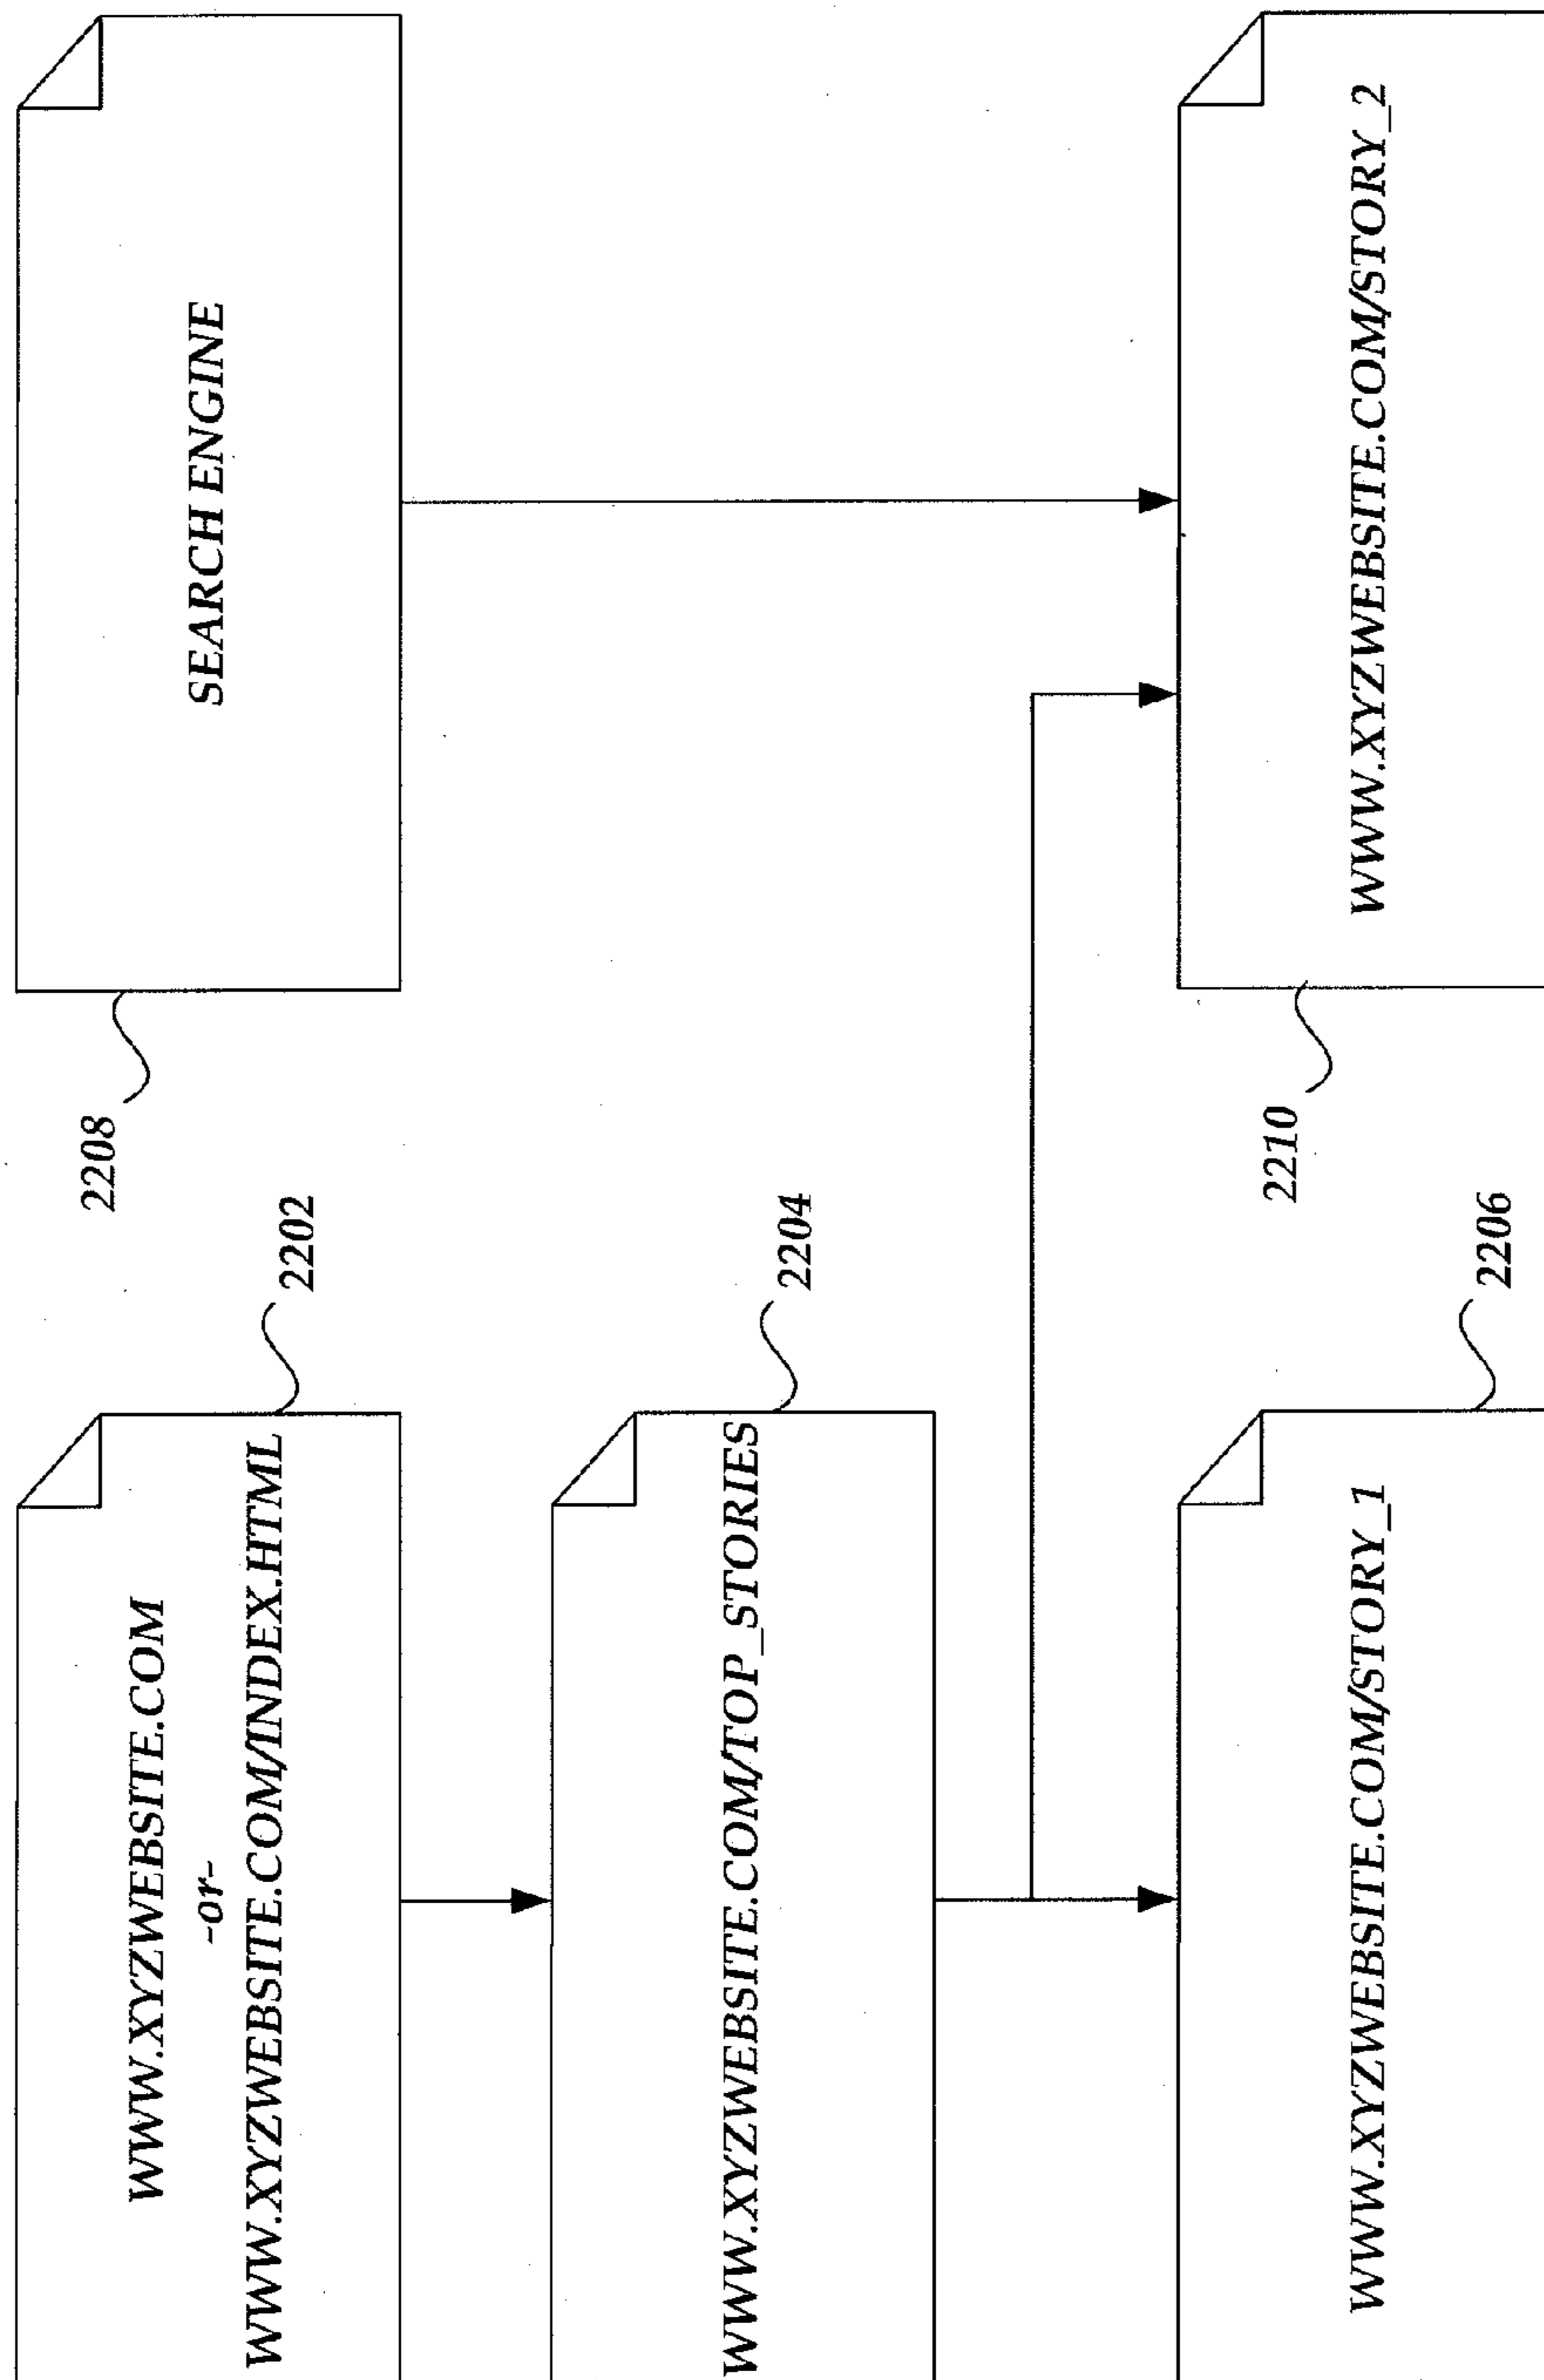 WWW.XYZWEBSITE.COM
-or-
WWW.XYZWEBSITE.COM/INDEX.HTML
2202
2208
SEARCH ENGINE
WWW.XYZWEBSITE.COM/TOP_STORIES
2204
WWW.XYZWEBSITE.COM/STORY_1
2206
2210
WWW.XYZWEBSITE.COM/STORY_2